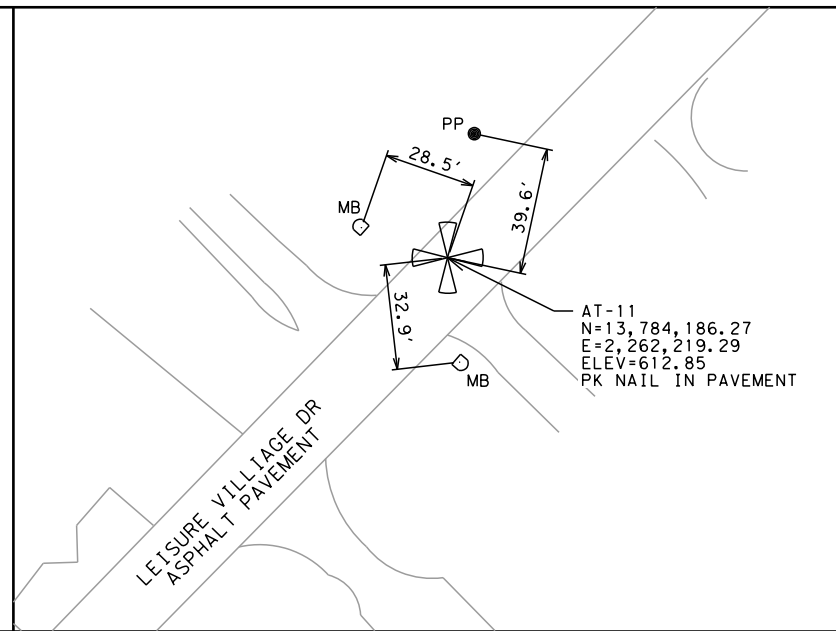 PP
28.5'
39.6'
MB
32.9'
AT-11
N=13,784,186.27
E=2,262,219.29
ELEV=612.85
PK NAIL IN PAVEMENT
MB
LEISURE VILLIAGE DR
ASPHALT PAVEMENT